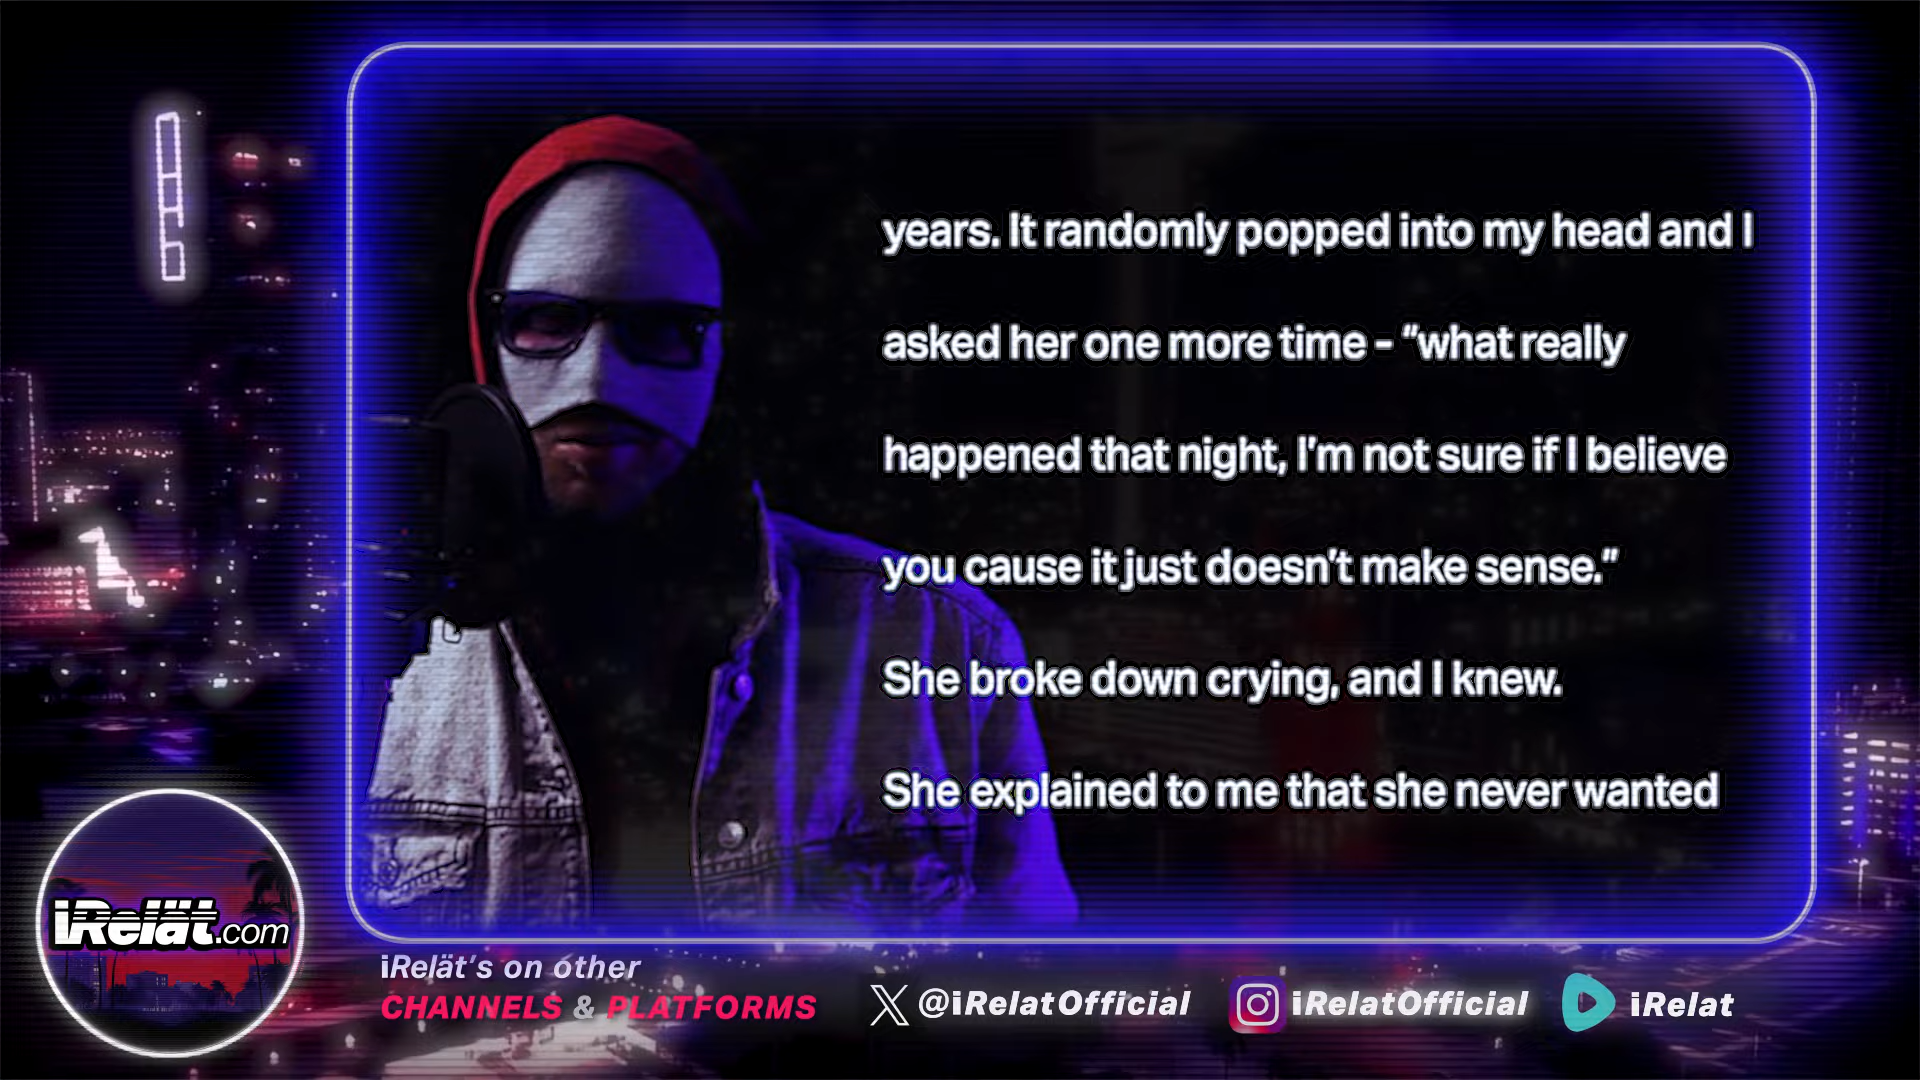 years. It randomly popped into my head and I
asked her one more time - “what really
happened that night, I’m not sure if I believe
you cause it just doesn’t make sense.”
She broke down crying, and I knew.
She explained to me that she never wanted
iRelät.com
iRelät’s on other
CHANNELS & PLATFORMS
@iRelatOfficial
iRelatOfficial
iRelat